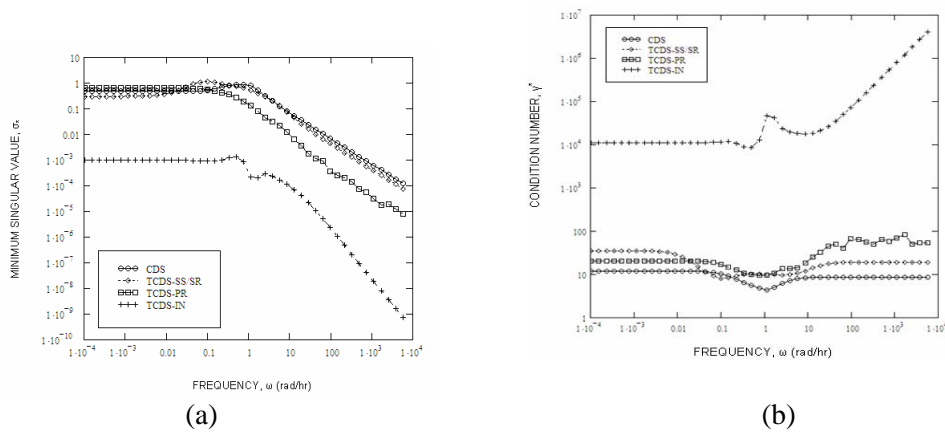 10
1
0.1
0.01
1·10⁻³
1·10⁻⁴
1·10⁻⁵
1·10⁻⁶
1·10⁻⁷
1·10⁻⁸
1·10⁻⁹
1·10⁻¹⁰
MINIMUM SINGULAR VALUE, σ*
CDS
TCDS-SS/SR
TCDS-PR
TCDS-IN
1·10⁻⁴ 1·10⁻³ 0.01 0.1 1 10 100 1·10³ 1·10⁴
FREQUENCY, ω (rad/hr)
(a)
1·10⁷
1·10⁶
1·10⁵
1·10⁴
100
10
1
CONDITION NUMBER, γ*
CDS
TCDS-SS/SR
TCDS-PR
TCDS-IN
1·10⁻⁴ 1·10⁻³ 0.01 0.1 1 10 100 1·10³ 1·10⁴
FREQUENCY, ω (rad/hr)
(b)